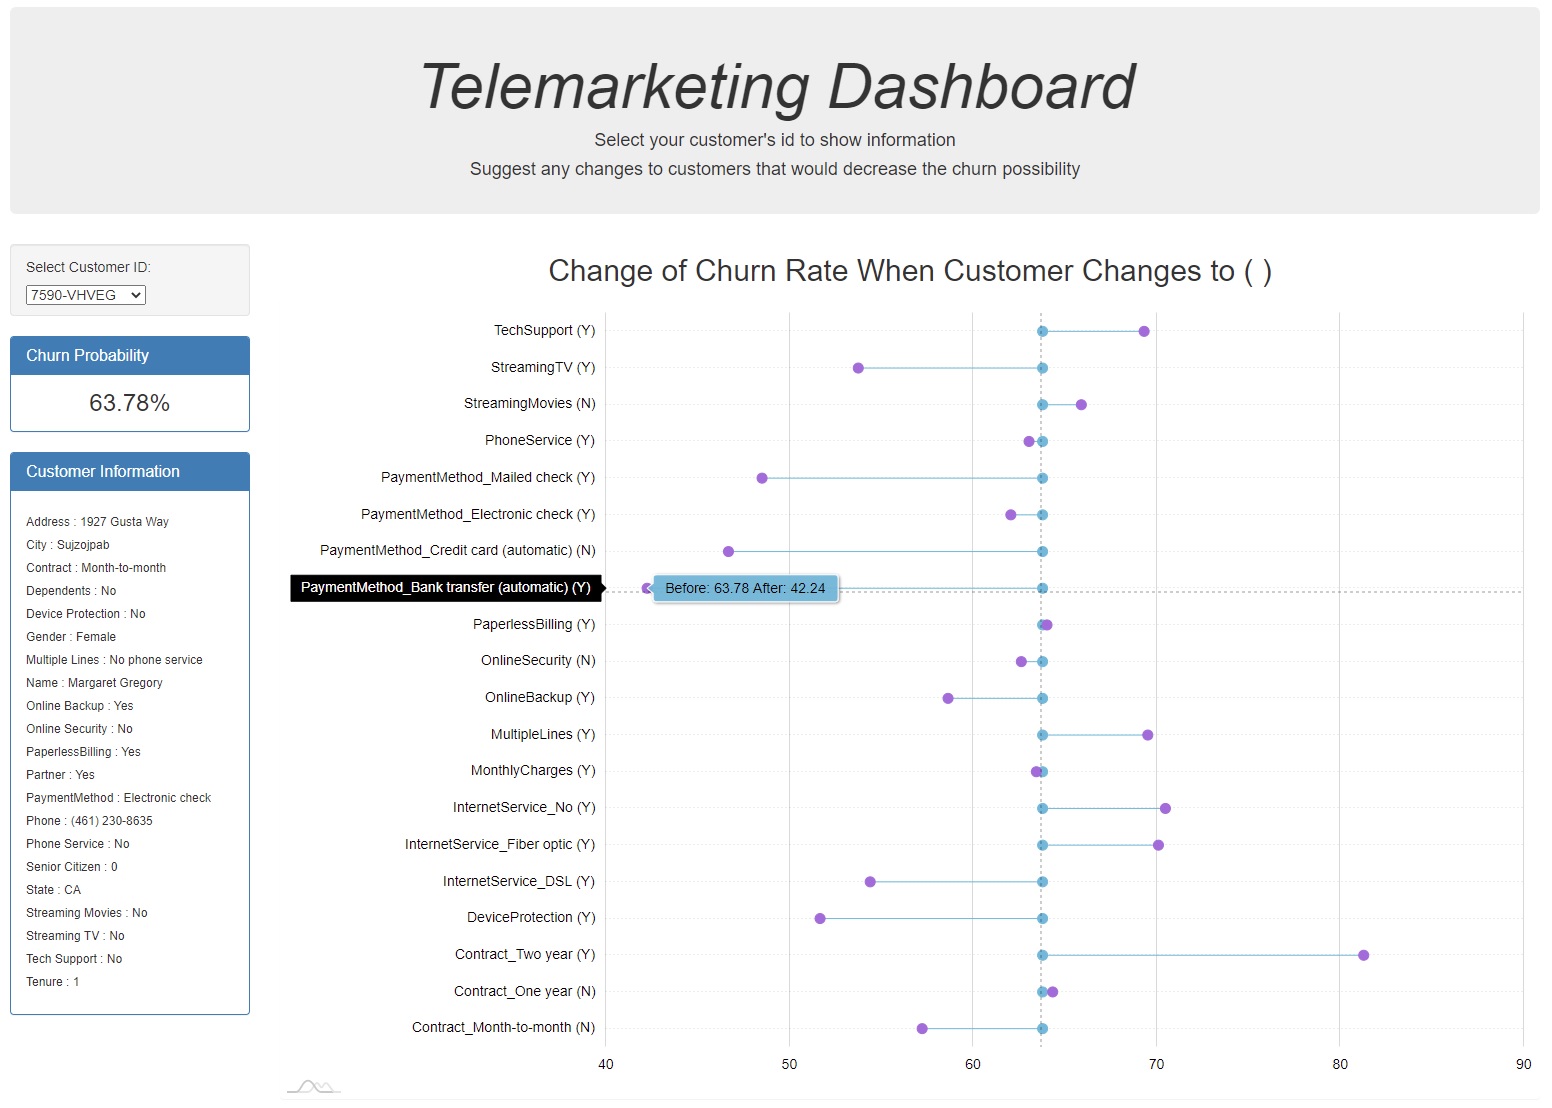 Telemarketing Dashboard
Select your customer's id to show information
Suggest any changes to customers that would decrease the churn possibility
Select Customer ID:
7590-VHVEG
Churn Probability
63.78%
Customer Information
Address : 1927 Gusta Way
City : Sujzojpab
Contract : Month-to-month
Dependents : No
Device Protection : No
Gender : Female
Multiple Lines : No phone service
Name : Margaret Gregory
Online Backup : Yes
Online Security : No
PaperlessBilling : Yes
Partner : Yes
PaymentMethod : Electronic check
Phone : (461) 230-8635
Phone Service : No
Senior Citizen : 0
State : CA
Streaming Movies : No
Streaming TV : No
Tech Support : No
Tenure : 1
Change of Churn Rate When Customer Changes to ( )
TechSupport (Y)
StreamingTV (Y)
StreamingMovies (N)
PhoneService (Y)
PaymentMethod_Mailed check (Y)
PaymentMethod_Electronic check (Y)
PaymentMethod_Credit card (automatic) (N)
PaymentMethod_Bank transfer (automatic) (Y)
Before: 63.78 After: 42.24
PaperlessBilling (Y)
OnlineSecurity (N)
OnlineBackup (Y)
MultipleLines (Y)
MonthlyCharges (Y)
InternetService_No (Y)
InternetService_Fiber optic (Y)
InternetService_DSL (Y)
DeviceProtection (Y)
Contract_Two year (Y)
Contract_One year (N)
Contract_Month-to-month (N)
40 50 60 70 80 90